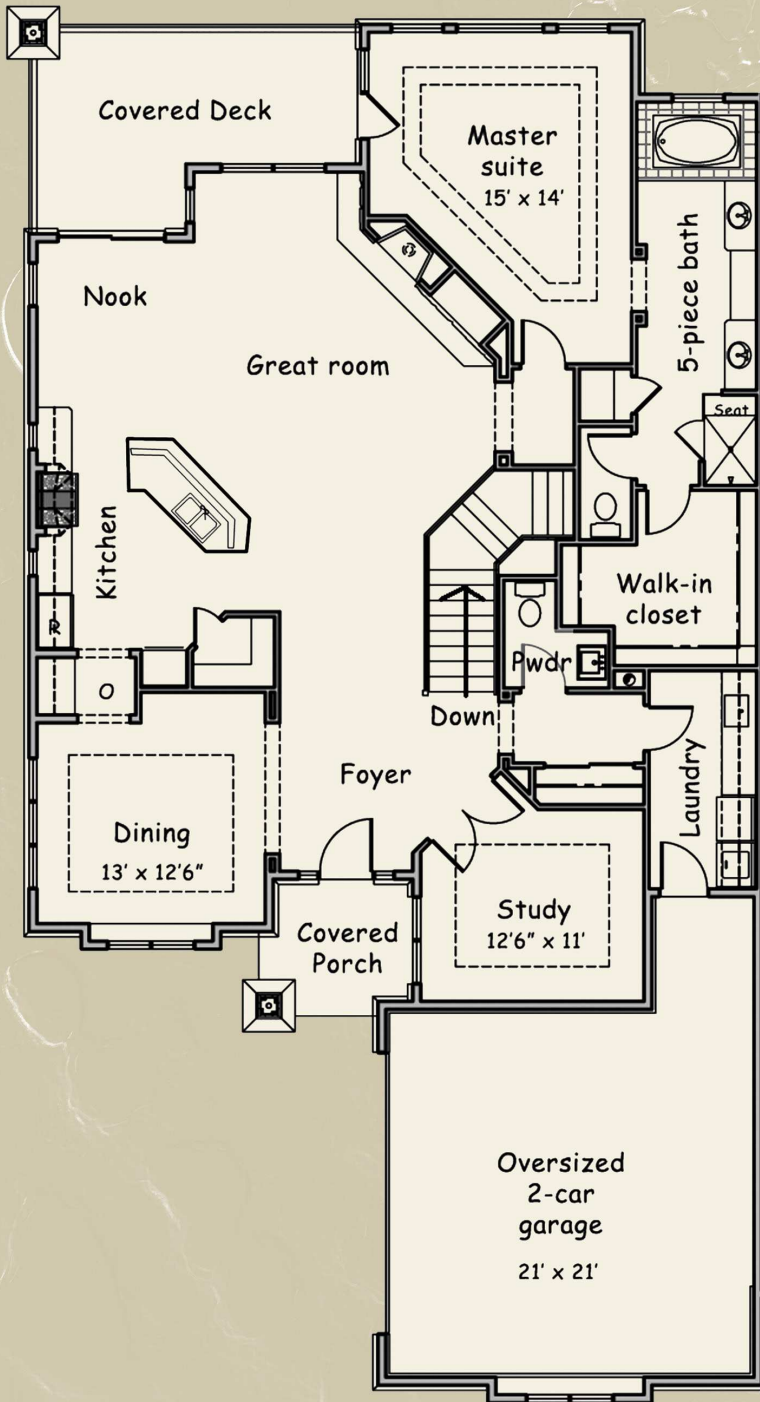 Covered Deck
Master
suite
15' x 14'
5-piece bath
Nook
Great room
Seat
Kitchen
Walk-in
closet
R
Pwdr
O
Down
Foyer
Laundry
Dining
13' x 12'6"
Study
12'6" x 11'
Covered
Porch
Oversized
2-car
garage
21' x 21'